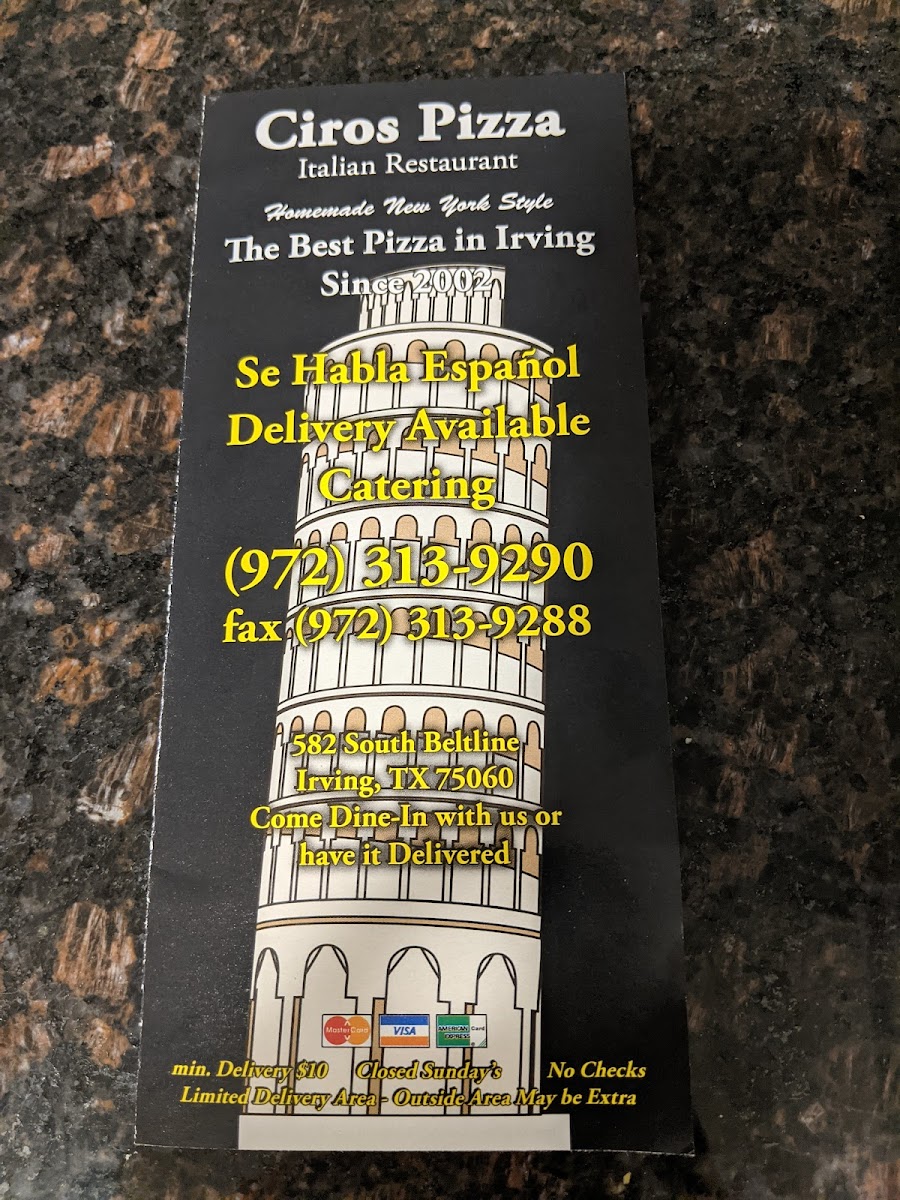 Ciros Pizza
Italian Restaurant
Homemade New York Style
The Best Pizza in Irving
Since 2002
Se Habla Español
Delivery Available
Catering
(972) 313-9290
fax (972) 313-9288
582 South Beltline
Irving, TX 75060
Come Dine-In with us or
have it Delivered
MasterCard VISA AMERICAN EXPRESS Card
min. Delivery $10 Closed Sunday's No Checks
Limited Delivery Area - Outside Area May be Extra